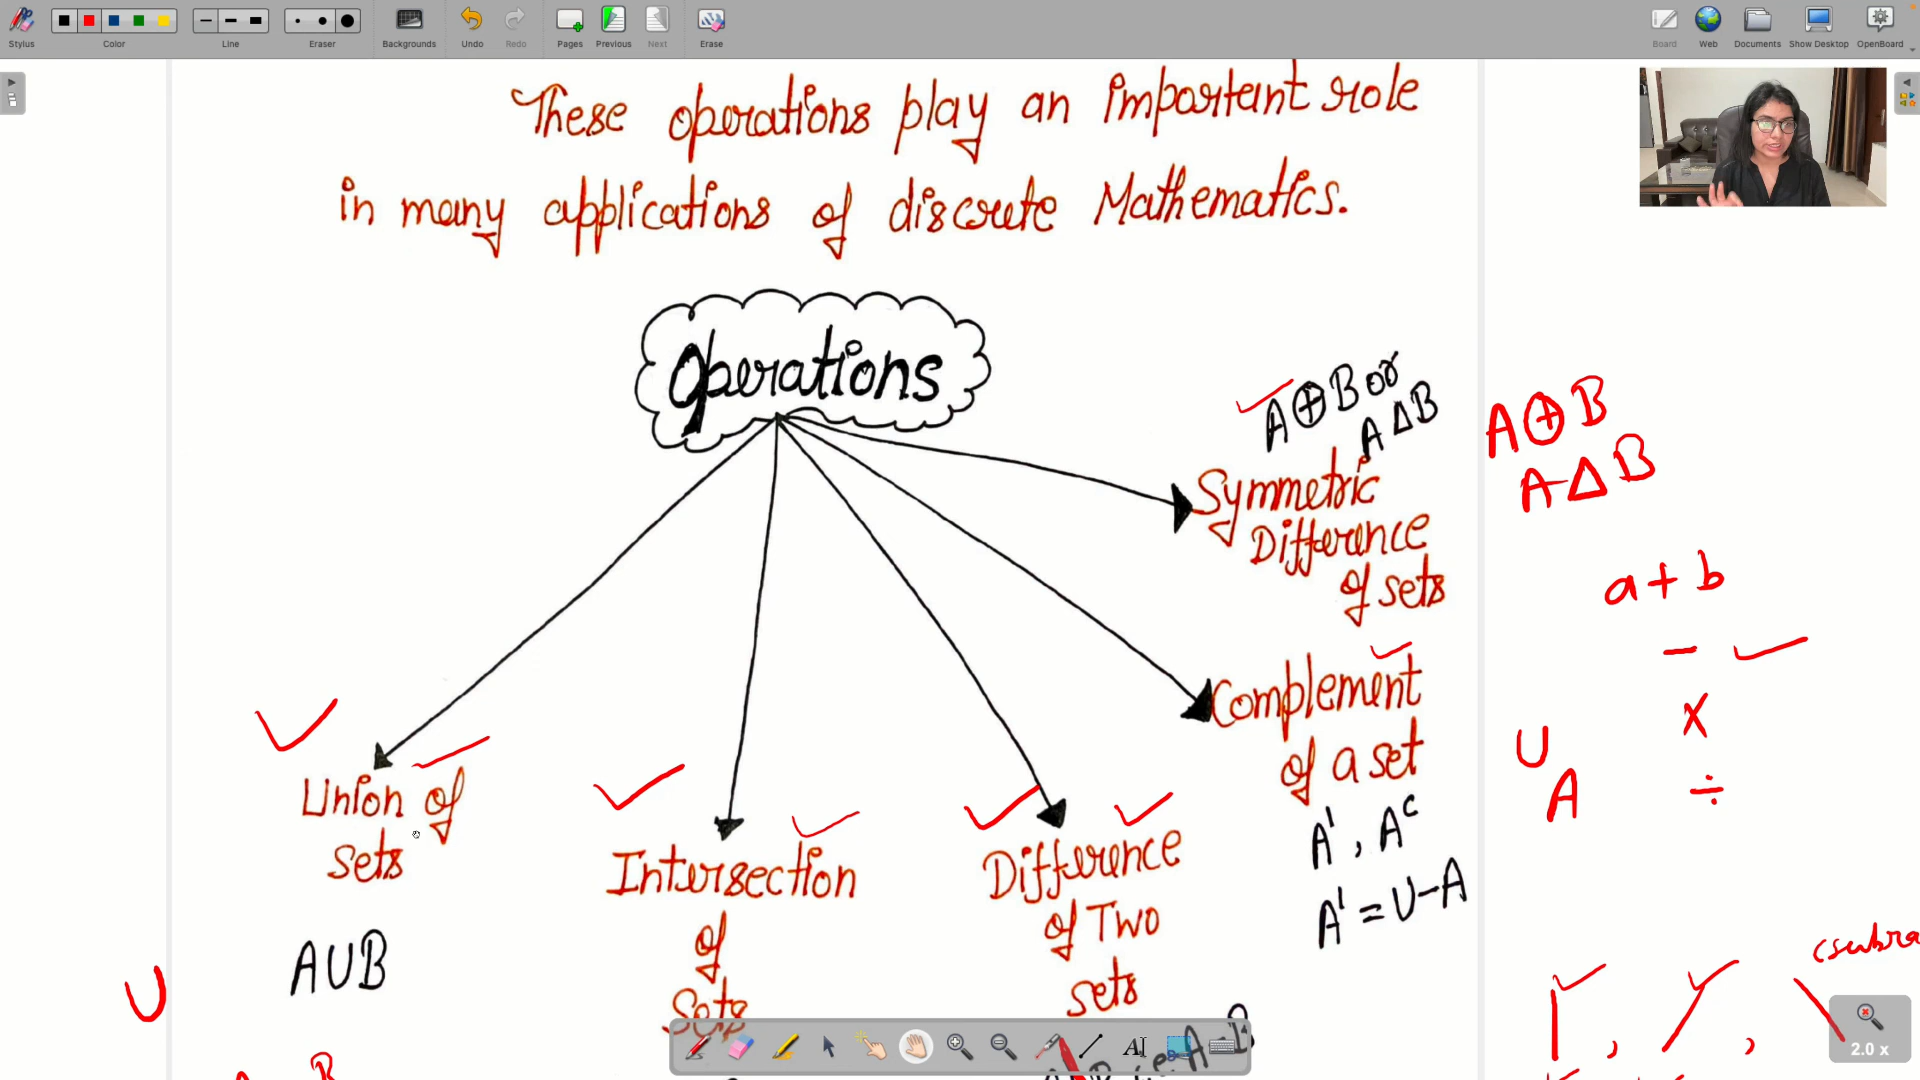 Stylus
Color
Line
Eraser
Backgrounds
Undo
Redo
Pages
Previous
Next
Erase
Board
Web
Documents
Show Desktop
OpenBoard
These operations play an important role
in many applications of discrete Mathematics.
Operations
A⊕B or
A∆B
Symmetric
Difference
of sets
Complement
of a set
A', Aᶜ
A' = U-A
Union of
sets
A∪B
Intersection
of
Sets
Difference
of Two
sets
A-B
A⊕B
A∆B
a+b
-
×
÷
U
A
U
B
2.0 x